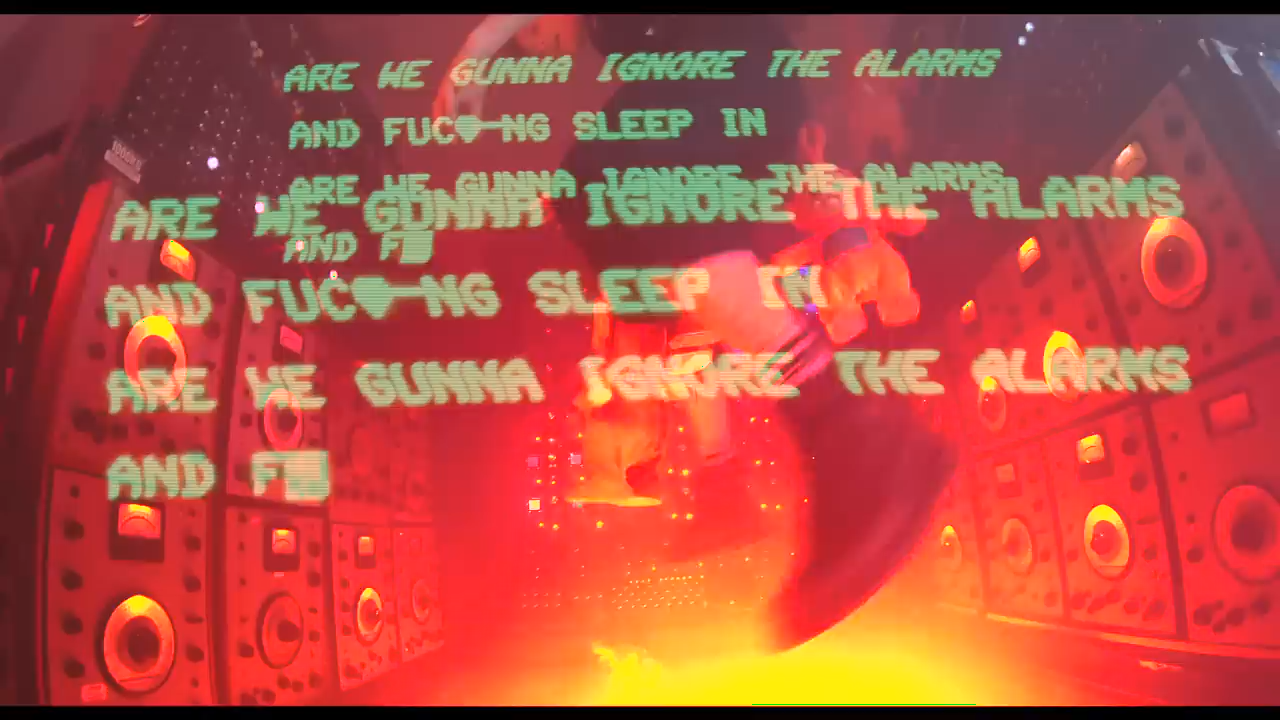 ARE WE GUNNA IGNORE THE ALARMS
AND FUC♥—NG SLEEP IN
ARE WE GUNNA IGNORE THE ALARMS
AND F
ARE WE GUNNA IGNORE THE ALARMS
AND FUC♥—NG SLEEP IN
ARE WE GUNNA IGNORE THE ALARMS
AND F